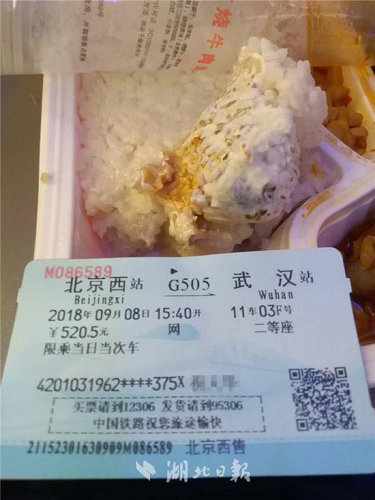 烧牛肉
M086589
北京西站 G505 武汉站
Beijingxi Wuhan
2018年09月08日15:40开 11车03F号
¥520.5元 网 二等座
限乘当日当次车
4201031962****375X
买票请到12306 发货请到95306
中国铁路祝您旅途愉快
21152301630909M086589 北京西售
湖北日报